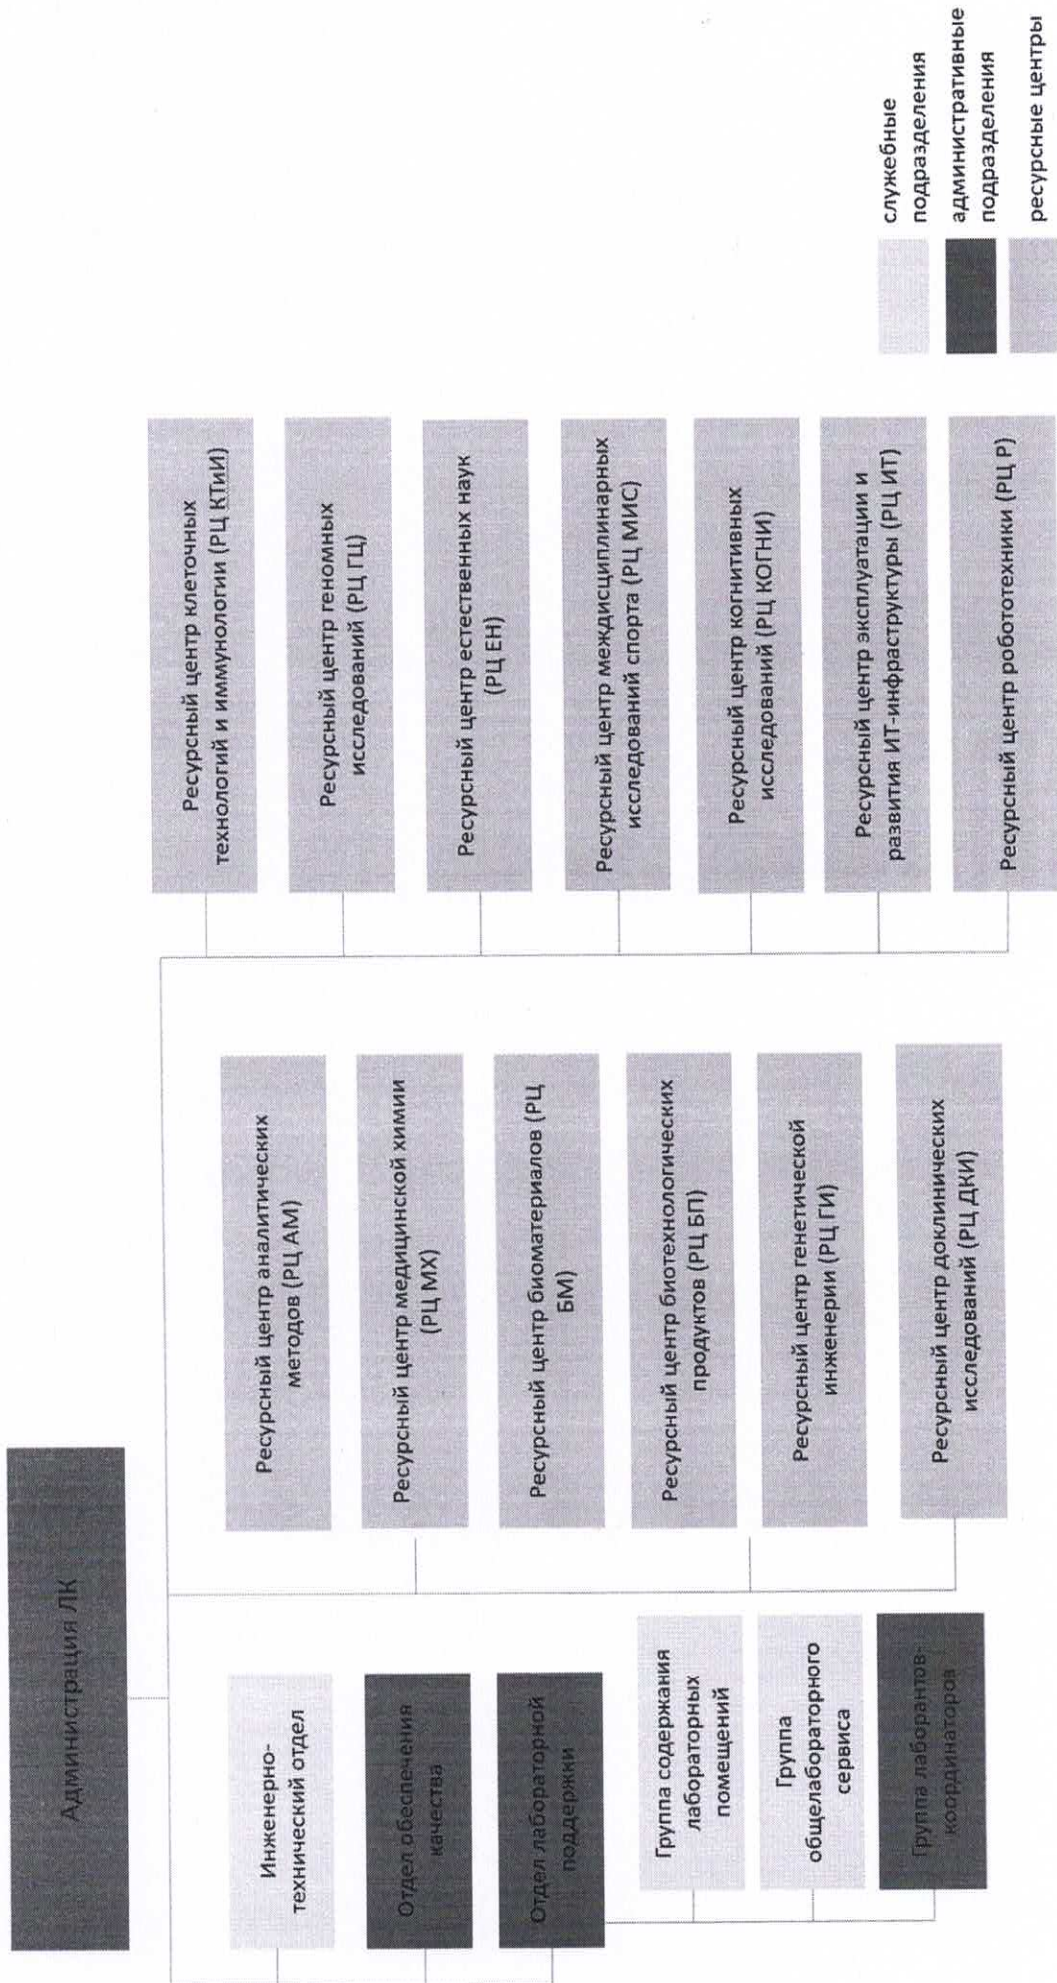 Администрация ЛК
Инженерно-
технический отдел
Отдел обеспечения
качества
Отдел лабораторной
поддержки
Группа содержания
лабораторных
помещений
Группа
общелабораторного
сервиса
Группа лаборантов-
координаторов
Ресурсный центр аналитических
методов (РЦ АМ)
Ресурсный центр медицинской химии
(РЦ МХ)
Ресурсный центр биоматериалов (РЦ
БМ)
Ресурсный центр биотехнологических
продуктов (РЦ БП)
Ресурсный центр генетической
инженерии (РЦ ГИ)
Ресурсный центр доклинических
исследований (РЦ ДКИ)
Ресурсный центр клеточных
технологий и иммунологии (РЦ КТиИ)
Ресурсный центр геномных
исследований (РЦ ГЦ)
Ресурсный центр естественных наук
(РЦ ЕН)
Ресурсный центр междисциплинарных
исследований спорта (РЦ МИС)
Ресурсный центр когнитивных
исследований (РЦ КОГНИ)
Ресурсный центр эксплуатации и
развития ИТ-инфраструктуры (РЦ ИТ)
Ресурсный центр робототехники (РЦ Р)
служебные
подразделения
административные
подразделения
ресурсные центры